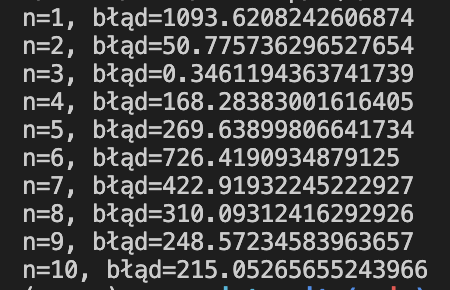 n=1, błąd=1093.6208242606874
n=2, błąd=50.775736296527654
n=3, błąd=0.3461194363741739
n=4, błąd=168.28383001616405
n=5, błąd=269.63899806641734
n=6, błąd=726.4190934879125
n=7, błąd=422.91932245222927
n=8, błąd=310.09312416292926
n=9, błąd=248.57234583963657
n=10, błąd=215.05265655243966